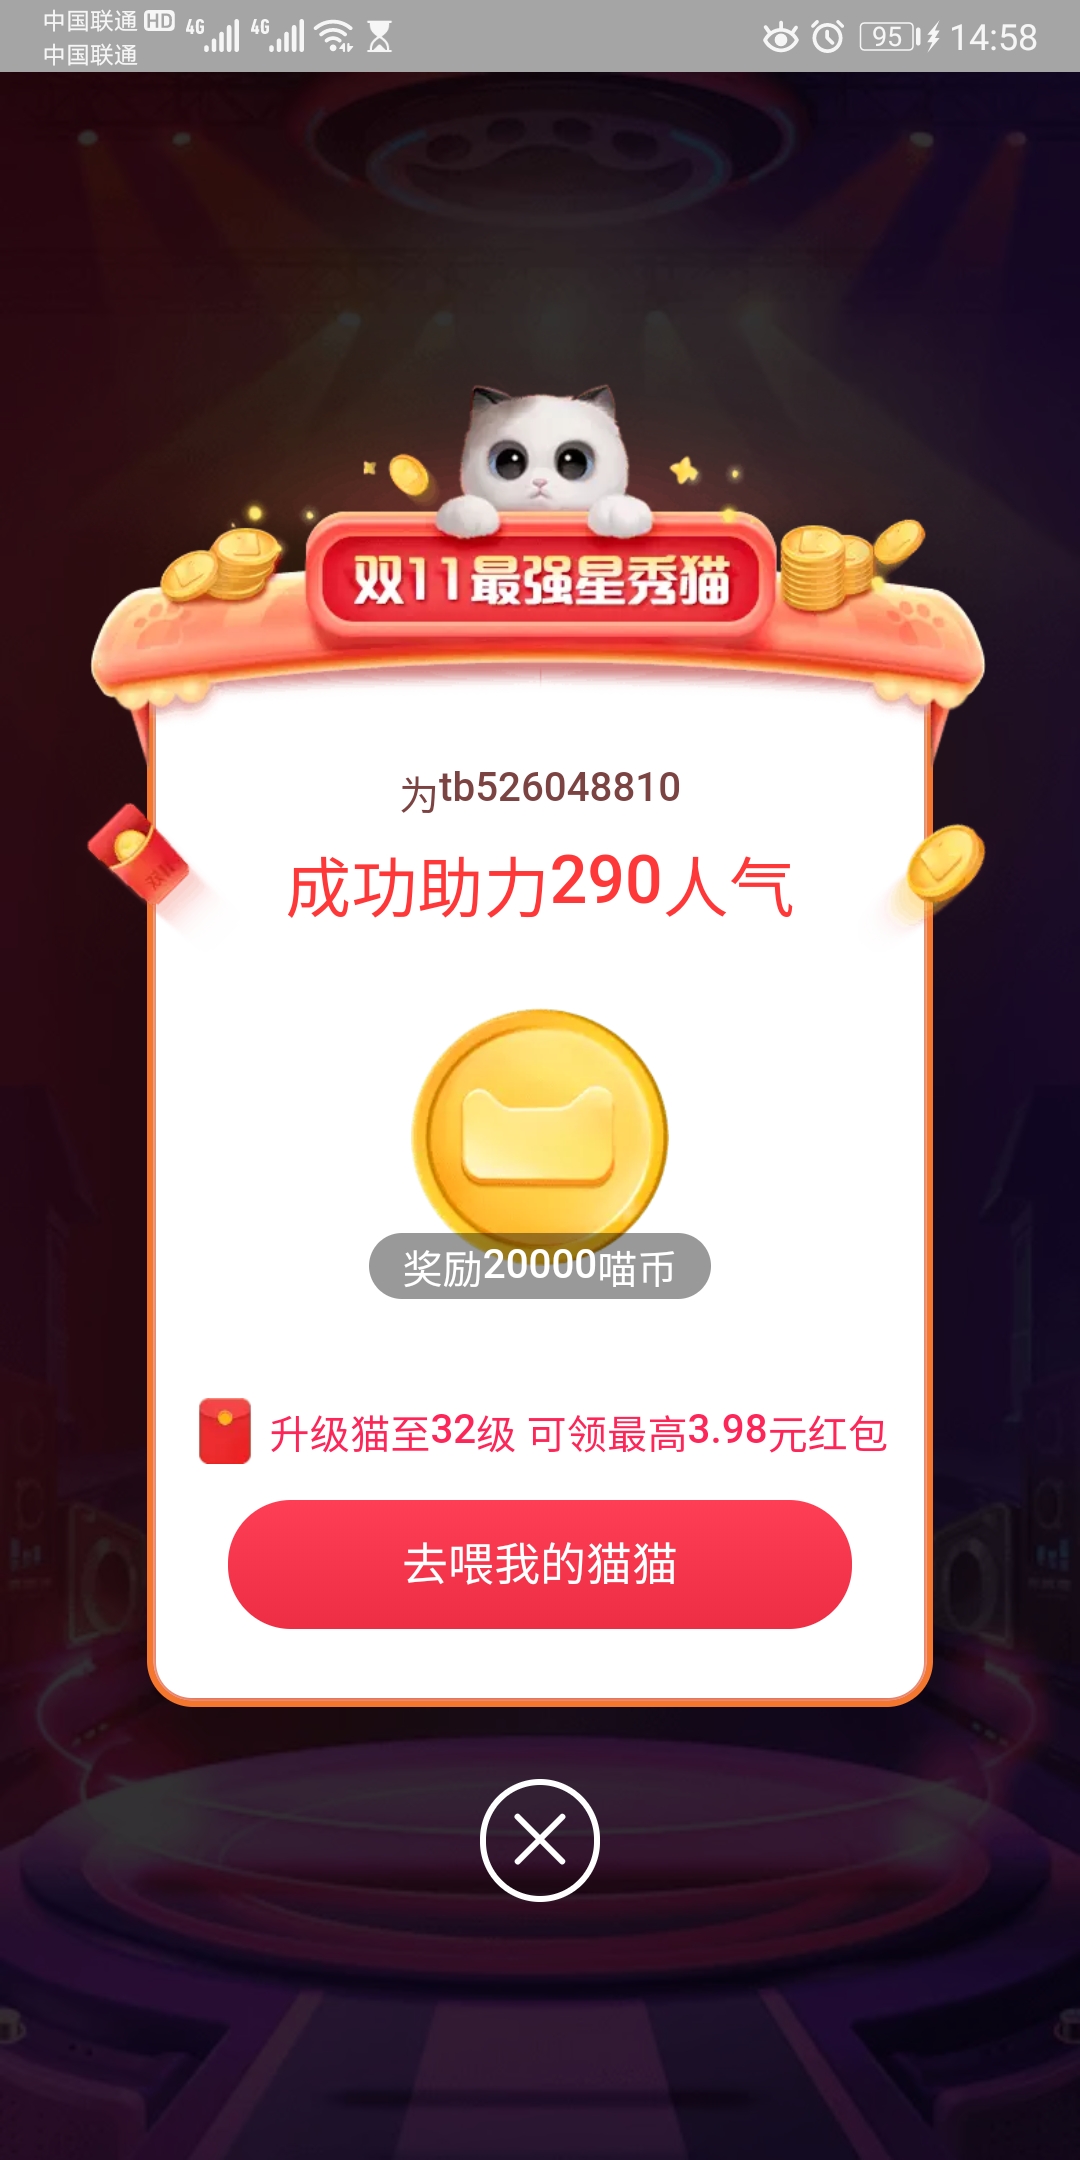 中国联通 HD 4G 4G
中国联通
95 14:58
双11最强星秀猫
为tb526048810
成功助力290人气
双11
奖励20000喵币
升级猫至32级 可领最高3.98元红包
去喂我的猫猫